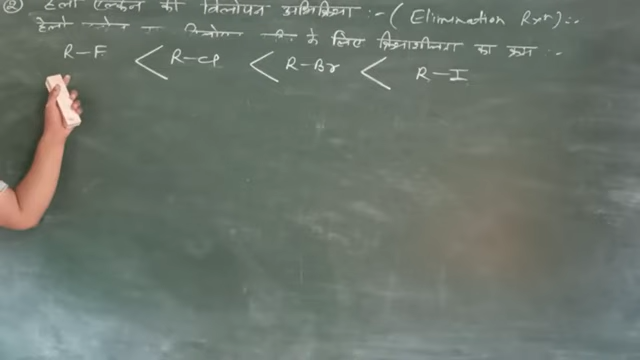 ② हैलो एल्केन की विलोपन अभिक्रिया :- ( Elimination Rxn ) :-
हैलो के लिए क्रियाशीलता का क्रम :-
R-F < R-Cl < R-Br < R-I